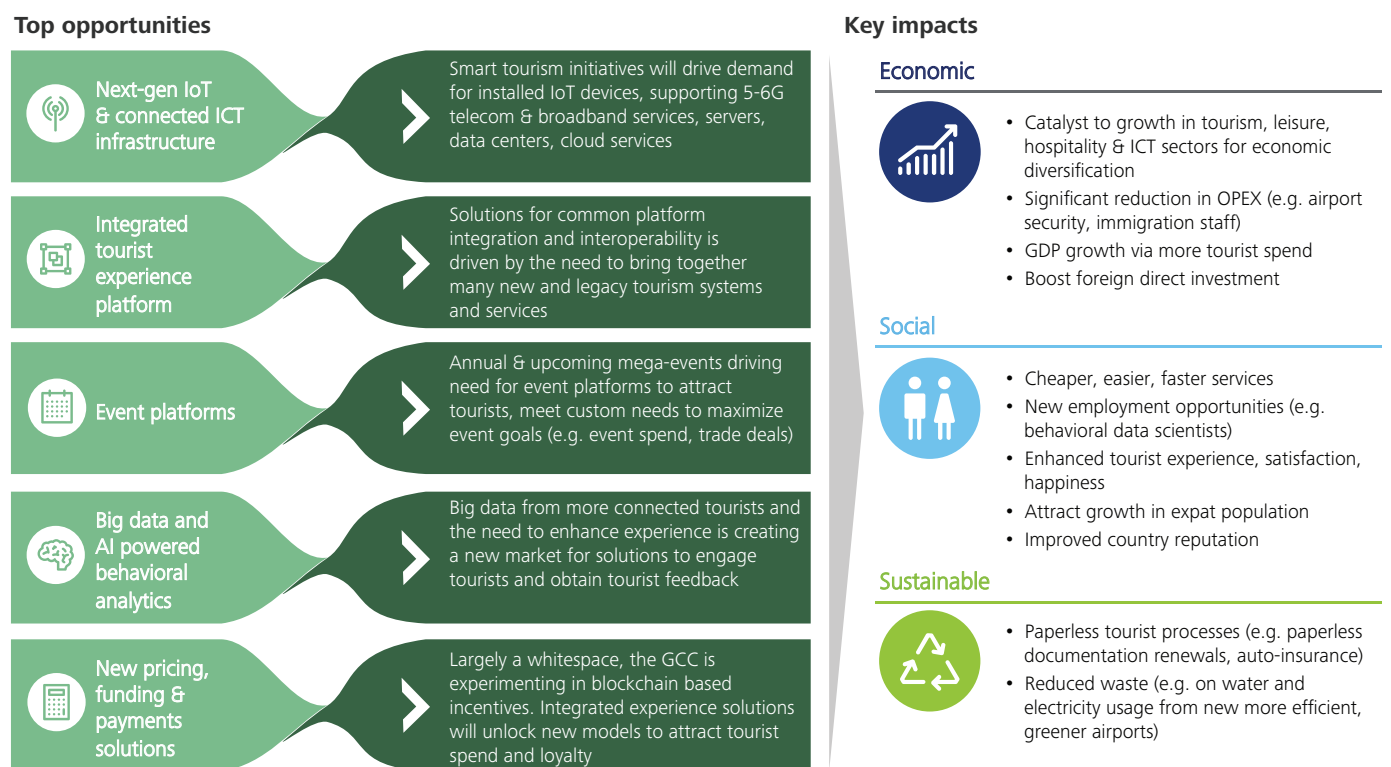 Top opportunities
Next-gen IoT
& connected ICT
infrastructure
Smart tourism initiatives will drive demand
for installed IoT devices, supporting 5-6G
telecom & broadband services, servers,
data centers, cloud services
Integrated
tourist
experience
platform
Solutions for common platform
integration and interoperability is
driven by the need to bring together
many new and legacy tourism systems
and services
Event platforms
Annual & upcoming mega-events driving
need for event platforms to attract
tourists, meet custom needs to maximize
event goals (e.g. event spend, trade deals)
Big data and
AI powered
behavioral
analytics
Big data from more connected tourists and
the need to enhance experience is creating
a new market for solutions to engage
tourists and obtain tourist feedback
New pricing,
funding &
payments
solutions
Largely a whitespace, the GCC is
experimenting in blockchain based
incentives. Integrated experience solutions
will unlock new models to attract tourist
spend and loyalty
Key impacts
Economic
• Catalyst to growth in tourism, leisure,
hospitality & ICT sectors for economic
diversification
• Significant reduction in OPEX (e.g. airport
security, immigration staff)
• GDP growth via more tourist spend
• Boost foreign direct investment
Social
• Cheaper, easier, faster services
• New employment opportunities (e.g.
behavioral data scientists)
• Enhanced tourist experience, satisfaction,
happiness
• Attract growth in expat population
• Improved country reputation
Sustainable
• Paperless tourist processes (e.g. paperless
documentation renewals, auto-insurance)
• Reduced waste (e.g. on water and
electricity usage from new more efficient,
greener airports)